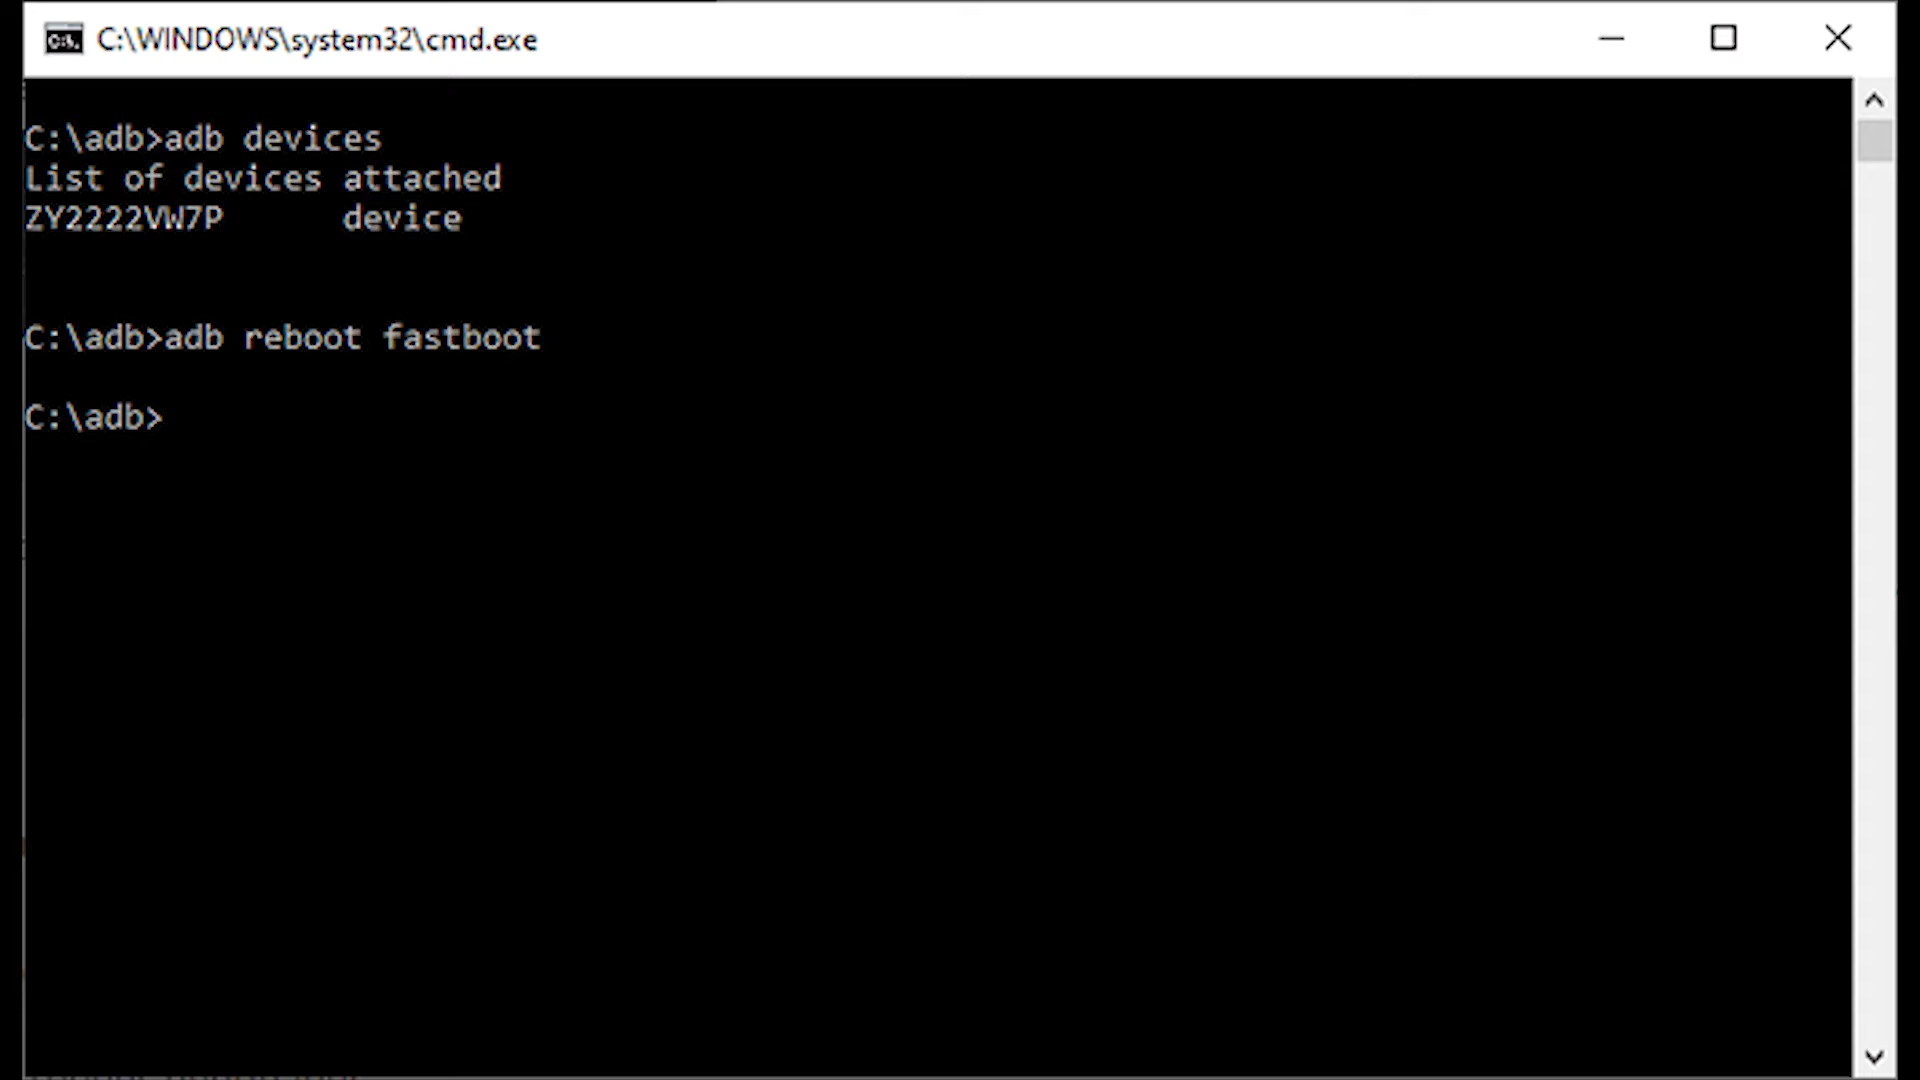 C:\WINDOWS\system32\cmd.exe
C:\adb>adb devices
List of devices attached
ZY2222VW7P      device
C:\adb>adb reboot fastboot
C:\adb>